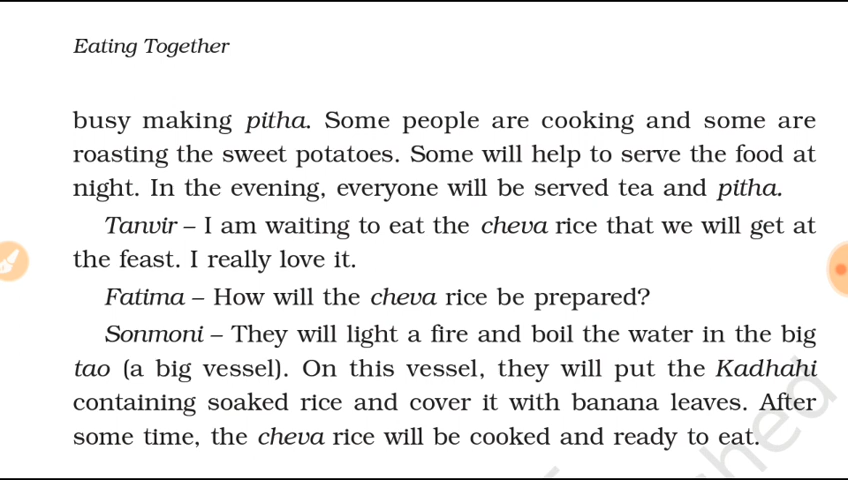 Eating Together
busy making pitha. Some people are cooking and some are
roasting the sweet potatoes. Some will help to serve the food at
night. In the evening, everyone will be served tea and pitha.
Tanvir – I am waiting to eat the cheva rice that we will get at
the feast. I really love it.
Fatima – How will the cheva rice be prepared?
Sonmoni – They will light a fire and boil the water in the big
tao (a big vessel). On this vessel, they will put the Kadhahi
containing soaked rice and cover it with banana leaves. After
some time, the cheva rice will be cooked and ready to eat.